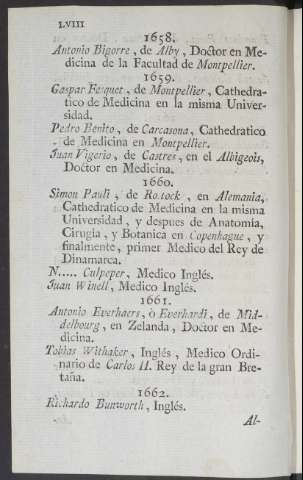 LVIII
1658.
Antonio Bigorre, de Alby, Doctor en Me-
dicina de la Facultad de Montpellier.
1659.
Gaspar Fesquet, de Montpellier, Cathedra-
tico de Medicina en la misma Univer-
sidad.
Pedro Benito, de Carcasona, Cathedratico
de Medicina en Montpellier.
Juan Vigerio, de Castres, en el Albigeois,
Doctor en Medicina.
1660.
Simon Pauli, de Rostock, en Alemania,
Cathedratico de Medicina en la misma
Universidad, y despues de Anatomia,
Cirugia, y Botanica en Copenhague, y
finalmente, primer Medico del Rey de
Dinamarca.
N..... Culpeper, Medico Inglés.
Juan Winell, Medico Inglés.
1661.
Antonio Everhaers, ò Everhardi, de Mid-
delbourg, en Zelanda, Doctor en Me-
dicina.
Tobias Withaker, Inglés, Medico Ordi-
nario de Carlos II. Rey de la gran Bre-
taña.
1662.
Richardo Bunworth, Inglés.
Al-